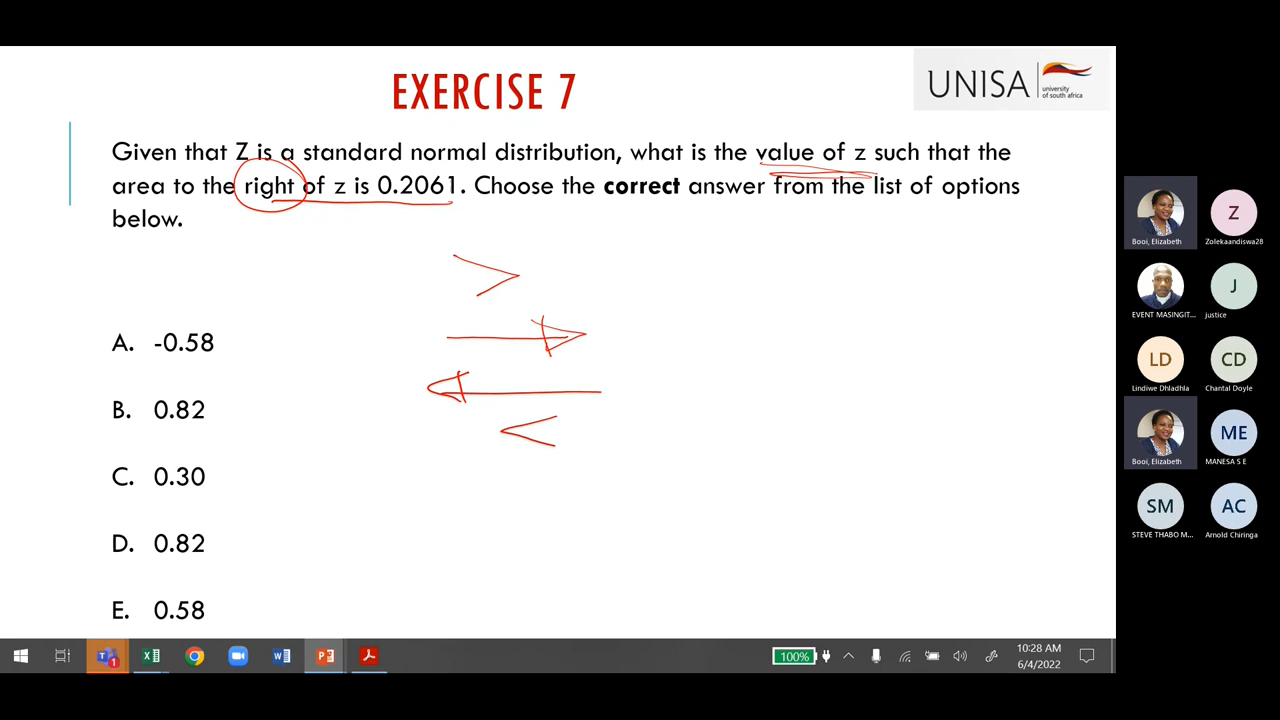 EXERCISE 7
UNISA
university
of south africa
Given that Z is a standard normal distribution, what is the value of z such that the
area to the right of z is 0.2061. Choose the correct answer from the list of options
below.
>
<
A. -0.58
B. 0.82
C. 0.30
D. 0.82
E. 0.58
Booi, Elizabeth
Z
Zolekaandiswa28
EVENT MASINGIT...
J
justice
LD
Lindiwe Dhladhla
CD
Chantal Doyle
Booi, Elizabeth
ME
MANESA S E
SM
STEVE THABO M...
AC
Arnold Chiringa
1
100%
10:28 AM
6/4/2022